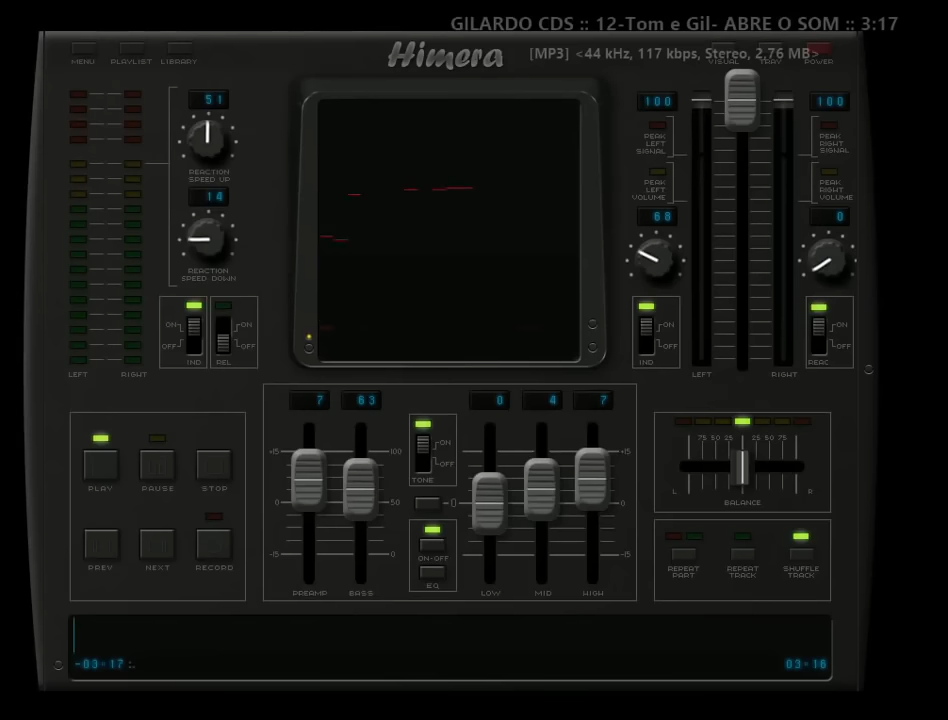 GILARDO CDS :: 12-Tom e Gil- ABRE O SOM :: 3:17
Himera
[MP3] <44 kHz, 117 kbps, Stereo, 2,76 MB>
MENU PLAYLIST LIBRARY
VISUAL TRAY POWER
51
REACTION
SPEED UP
14
REACTION
SPEED DOWN
ON
OFF
IND
ON
OFF
REL
LEFT RIGHT
100
PEAK
LEFT
SIGNAL
PEAK
LEFT
VOLUME
68
ON
OFF
IND
LEFT RIGHT
100
PEAK
RIGHT
SIGNAL
PEAK
RIGHT
VOLUME
0
ON
OFF
REAC
PLAY PAUSE STOP
PREV NEXT RECORD
7 63
+15 100
0 50
-15 0
PREAMP BASS
ON
OFF
TONE
0
ON-OFF
EQ
0 4 7
+15
0
-15
LOW MID HIGH
75 50 25 25 50 75
L R
BALANCE
REPEAT
PART
REPEAT
TRACK
SHUFFLE
TRACK
-03:17 03:16